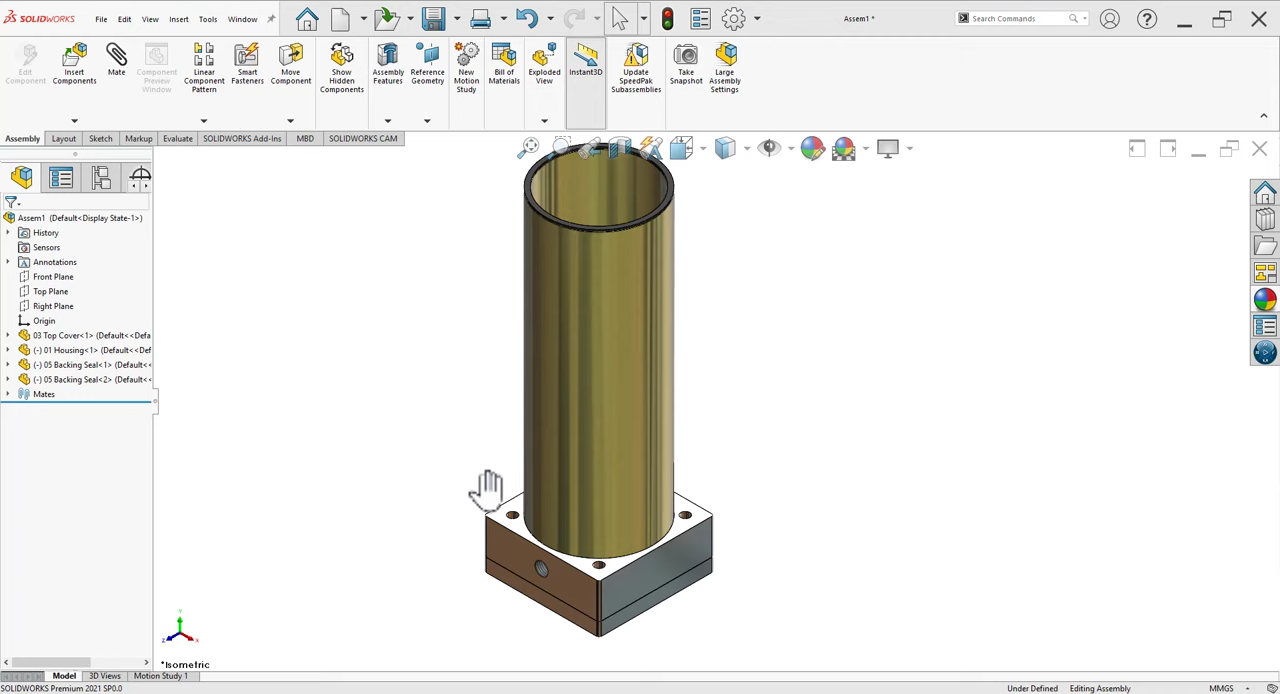 SOLIDWORKS
File
Edit
View
Insert
Tools
Window
Assem1 *
Search Commands
Edit Component
Insert Components
Mate
Component Preview Window
Linear Component Pattern
Smart Fasteners
Move Component
Show Hidden Components
Assembly Features
Reference Geometry
New Motion Study
Bill of Materials
Exploded View
Instant3D
Update SpeedPak Subassemblies
Take Snapshot
Large Assembly Settings
Assembly
Layout
Sketch
Markup
Evaluate
SOLIDWORKS Add-Ins
MBD
SOLIDWORKS CAM
Assem1 (Default<Display State-1>)
History
Sensors
Annotations
Front Plane
Top Plane
Right Plane
Origin
03 Top Cover<1> (Default<<Defa
(-) 01 Housing<1> (Default<<Def
(-) 05 Backing Seal<1> (Default<<
(-) 05 Backing Seal<2> (Default<<
Mates
Y
Z
X
*Isometric
Model
3D Views
Motion Study 1
SOLIDWORKS Premium 2021 SP0.0
Under Defined
Editing Assembly
MMGS